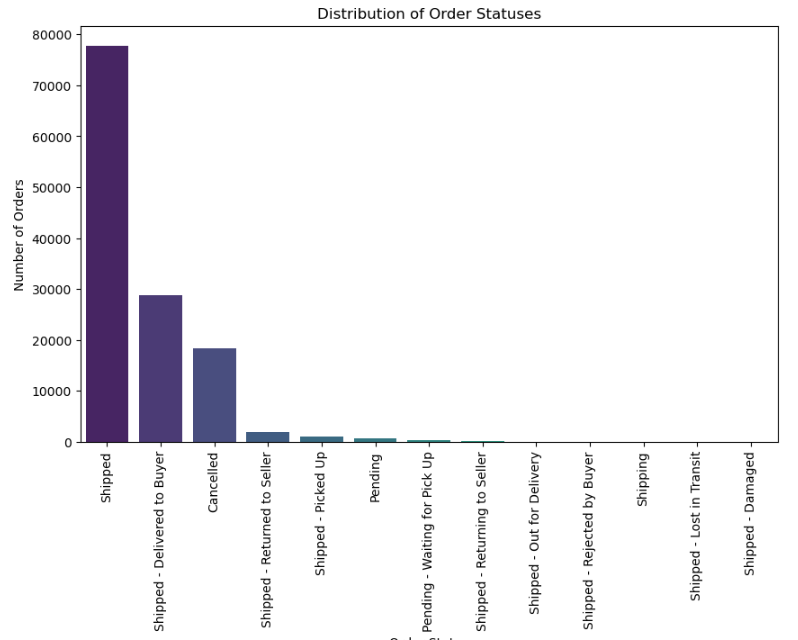 Distribution of Order Statuses
Number of Orders
80000
70000
60000
50000
40000
30000
20000
10000
0
Shipped
Shipped - Delivered to Buyer
Cancelled
Shipped - Returned to Seller
Shipped - Picked Up
Pending
Pending - Waiting for Pick Up
Shipped - Returning to Seller
Shipped - Out for Delivery
Shipped - Rejected by Buyer
Shipping
Shipped - Lost in Transit
Shipped - Damaged